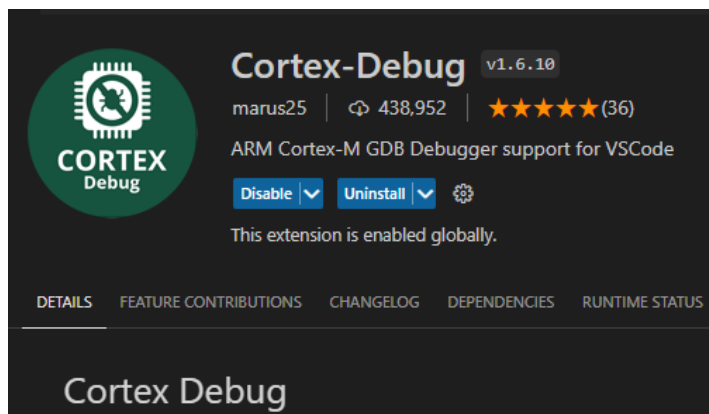 CORTEX
Debug
Cortex-Debug v1.6.10
marus25 438,952 (36)
ARM Cortex-M GDB Debugger support for VSCode
Disable Uninstall
This extension is enabled globally.
DETAILS FEATURE CONTRIBUTIONS CHANGELOG DEPENDENCIES RUNTIME STATUS
Cortex Debug